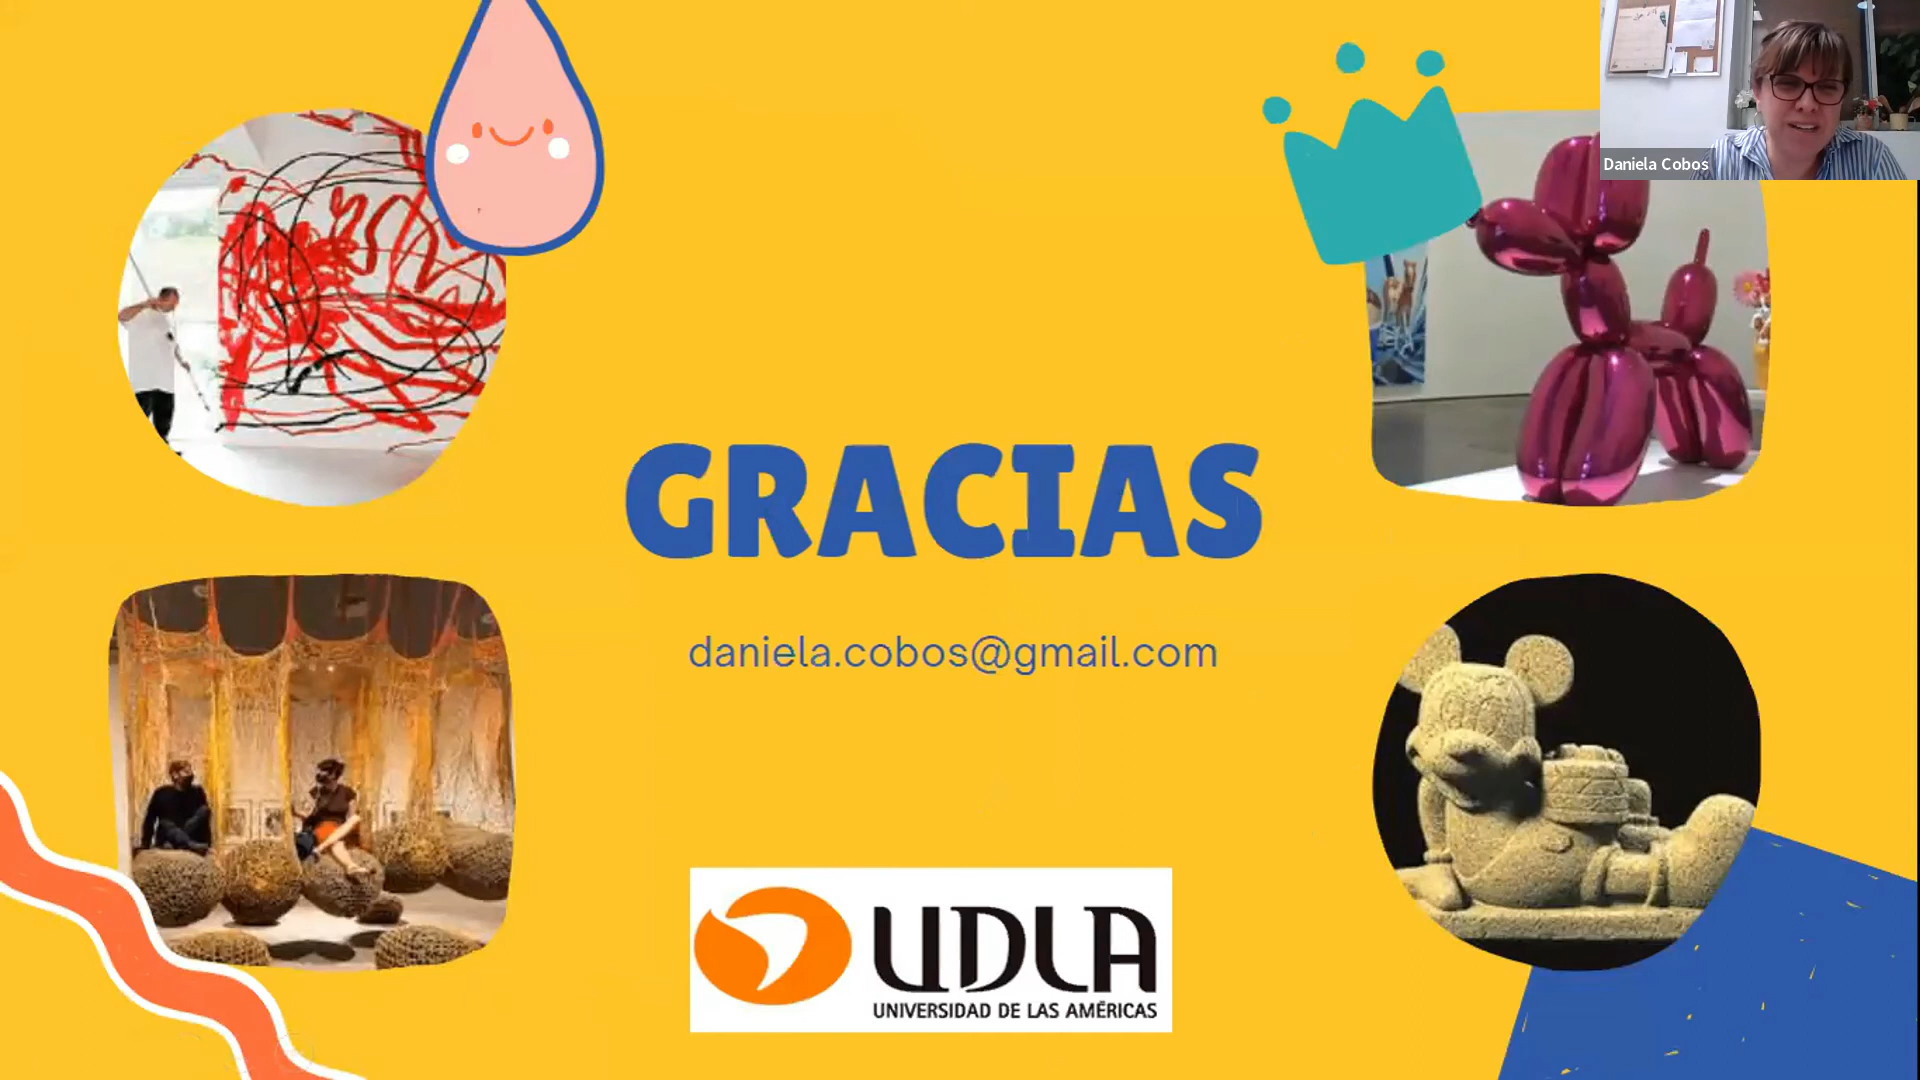 Daniela Cobos
GRACIAS
daniela.cobos@gmail.com
UDLA
UNIVERSIDAD DE LAS AMÉRICAS